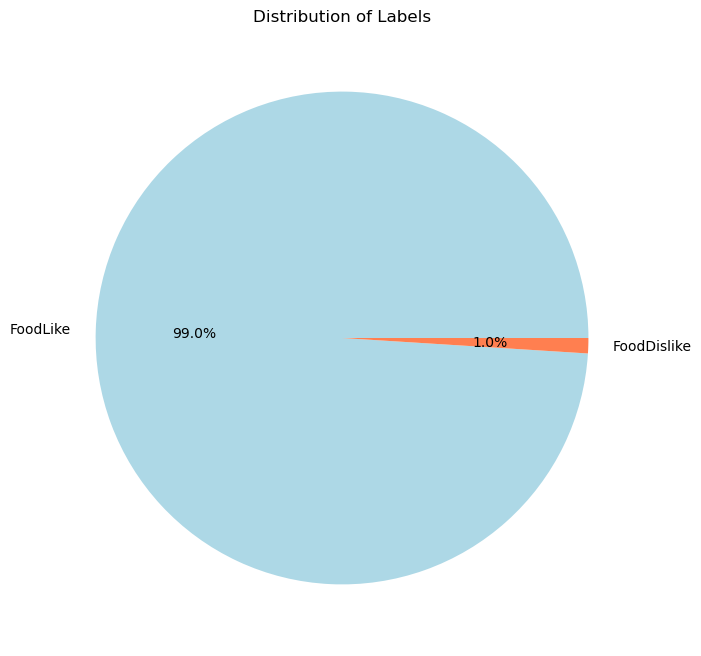 Distribution of Labels
FoodLike
99.0%
1.0%
FoodDislike